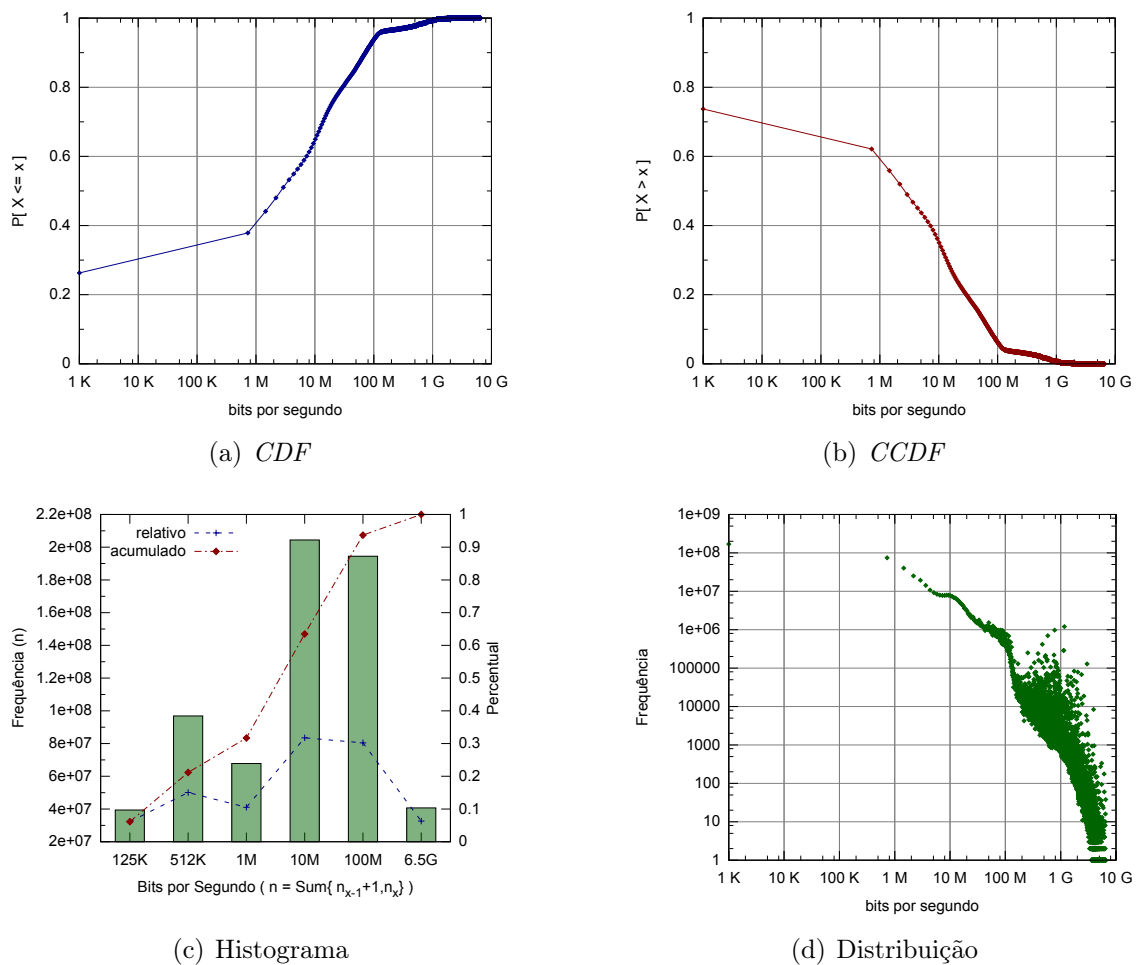 1
0.8
0.6
0.4
0.2
0
P[ X <= x ]
1 K 10 K 100 K 1 M 10 M 100 M 1 G 10 G
bits por segundo
(a) CDF
1
0.8
0.6
0.4
0.2
0
P[ X > x ]
1 K 10 K 100 K 1 M 10 M 100 M 1 G 10 G
bits por segundo
(b) CCDF
2.2e+08
2e+08
1.8e+08
1.6e+08
1.4e+08
1.2e+08
1e+08
8e+07
6e+07
4e+07
2e+07
Frequência (n)
relativo
acumulado
1
0.9
0.8
0.7
0.6
0.5
0.4
0.3
0.2
0.1
0
Percentual
125K 512K 1M 10M 100M 6.5G
Bits por Segundo ( n = Sum{ n_{x-1}+1,n_x} )
(c) Histograma
1e+09
1e+08
1e+07
1e+06
100000
10000
1000
100
10
1
Frequência
1 K 10 K 100 K 1 M 10 M 100 M 1 G 10 G
bits por segundo
(d) Distribuição